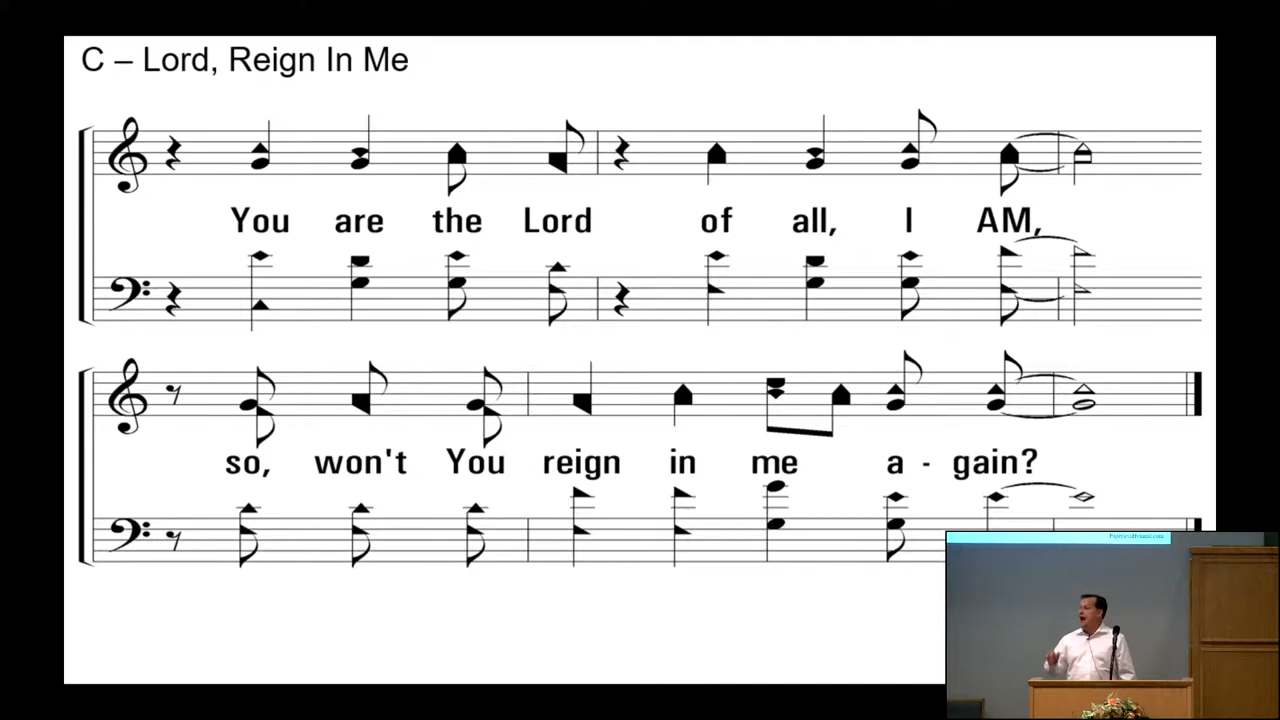 C – Lord, Reign In Me
You are the Lord of all, I AM,
so, won't You reign in me a - gain?